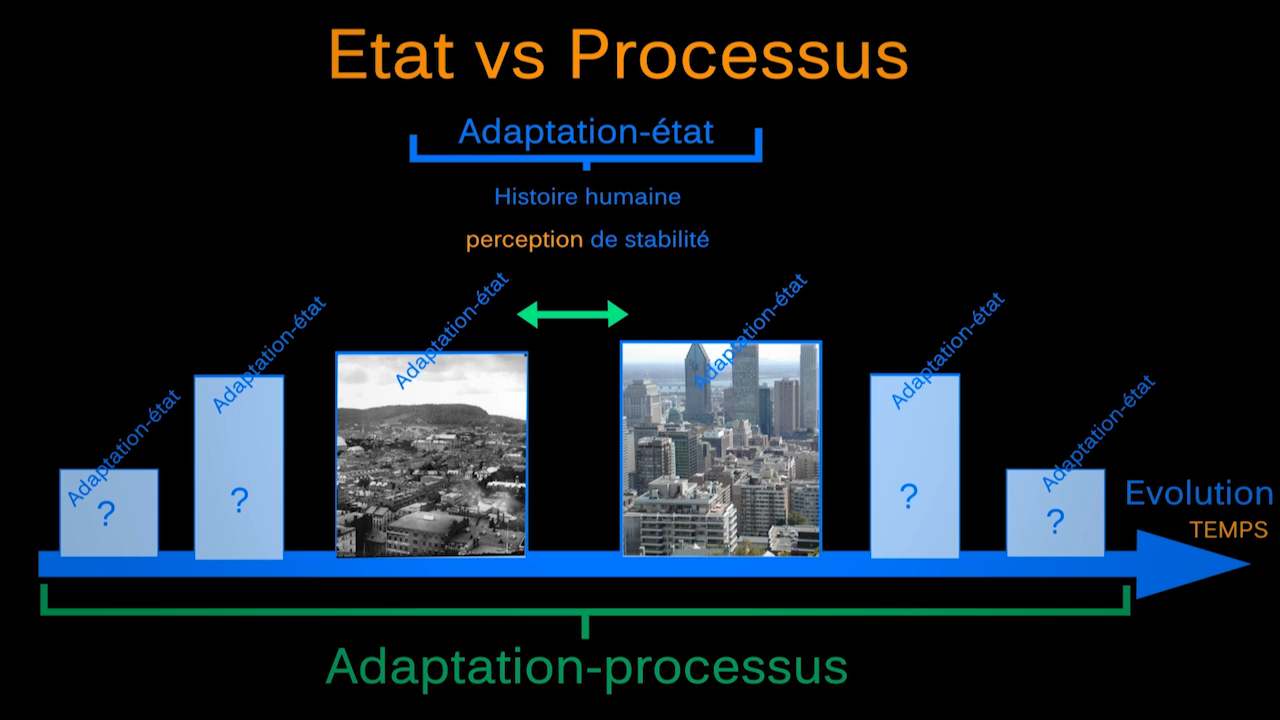 Etat vs Processus
Adaptation-état
Histoire humaine
perception de stabilité
Adaptation-état
Adaptation-état
Adaptation-état
Adaptation-état
Adaptation-état
Adaptation-état
?
?
?
?
Evolution
TEMPS
Adaptation-processus